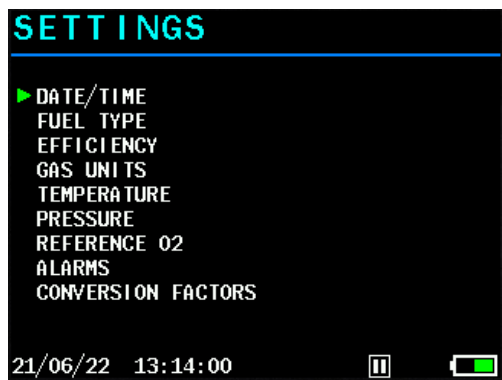 SETTINGS
DATE/TIME
FUEL TYPE
EFFICIENCY
GAS UNITS
TEMPERATURE
PRESSURE
REFERENCE O2
ALARMS
CONVERSION FACTORS
21/06/22 13:14:00